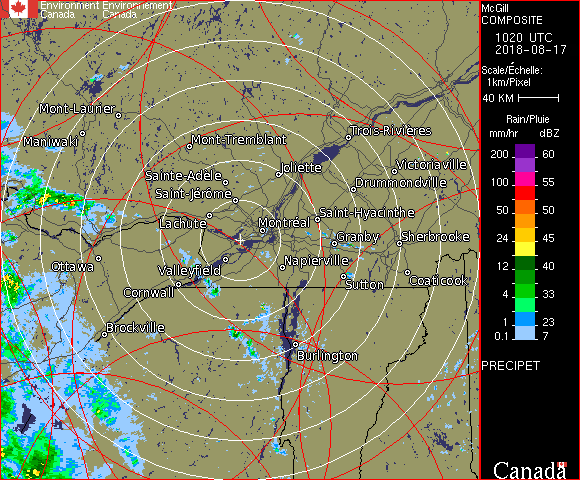 Environment Environnement
Canada Canada
McGill
COMPOSITE
1020 UTC
2018-08-17
Scale/Échelle:
1km/Pixel
40 KM
Rain/Pluie
mm/hr dBZ
200 60
100 55
50 50
24 45
12 40
4 33
1 23
0.1 7
PRECIPET
Canada
Mont-Laurier
Maniwaki
Mont-Tremblant
Trois-Rivières
Joliette
Victoriaville
Sainte-Adèle
Drummondville
Saint-Jérôme
Saint-Hyacinthe
Lachute
Montréal
Granby
Sherbrooke
Ottawa
Valleyfield
Napierville
Cornwall
Sutton
Coaticook
Brockville
Burlington